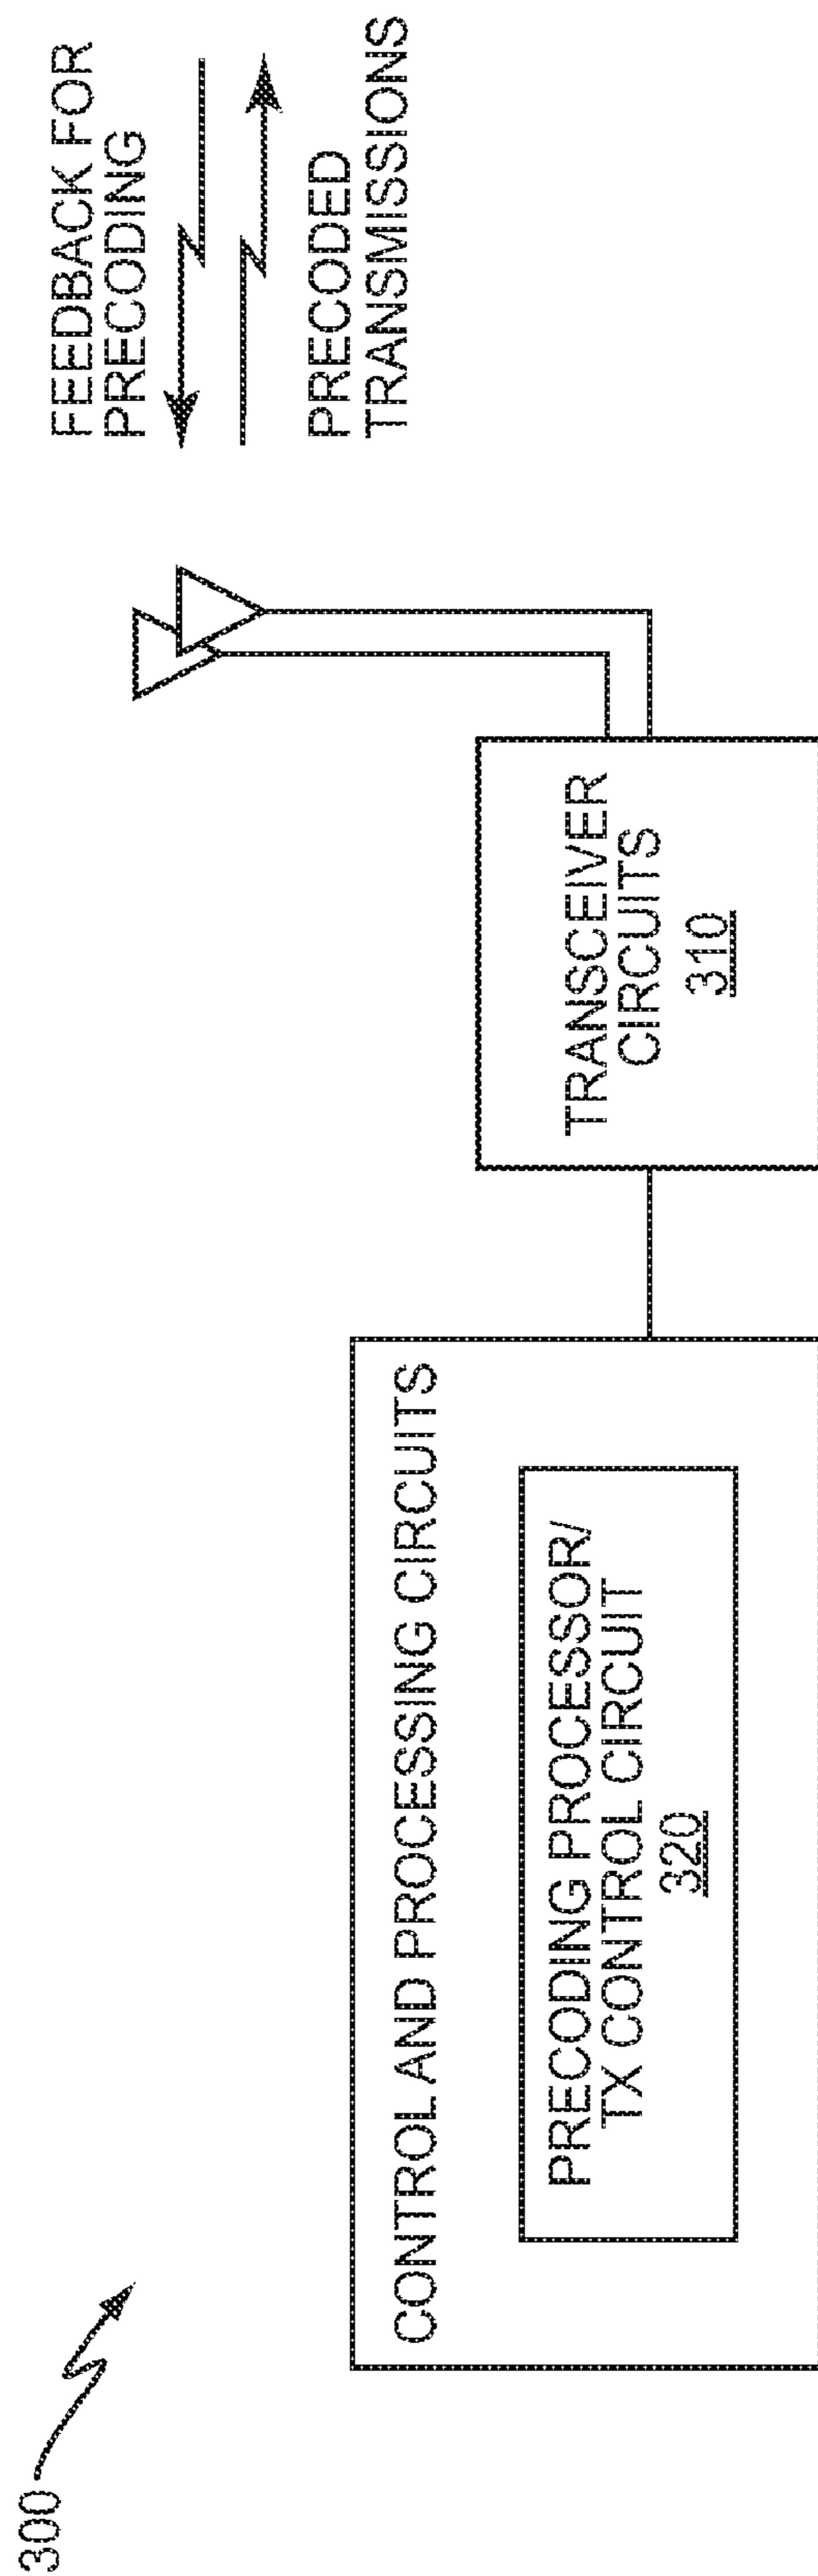 300
FEEDBACK FOR
PRECODING
PRECODED
TRANSMISSIONS
CONTROL AND PROCESSING CIRCUITS
PRECODING PROCESSOR/
TX CONTROL CIRCUIT
320
TRANSCEIVER
CIRCUITS
310